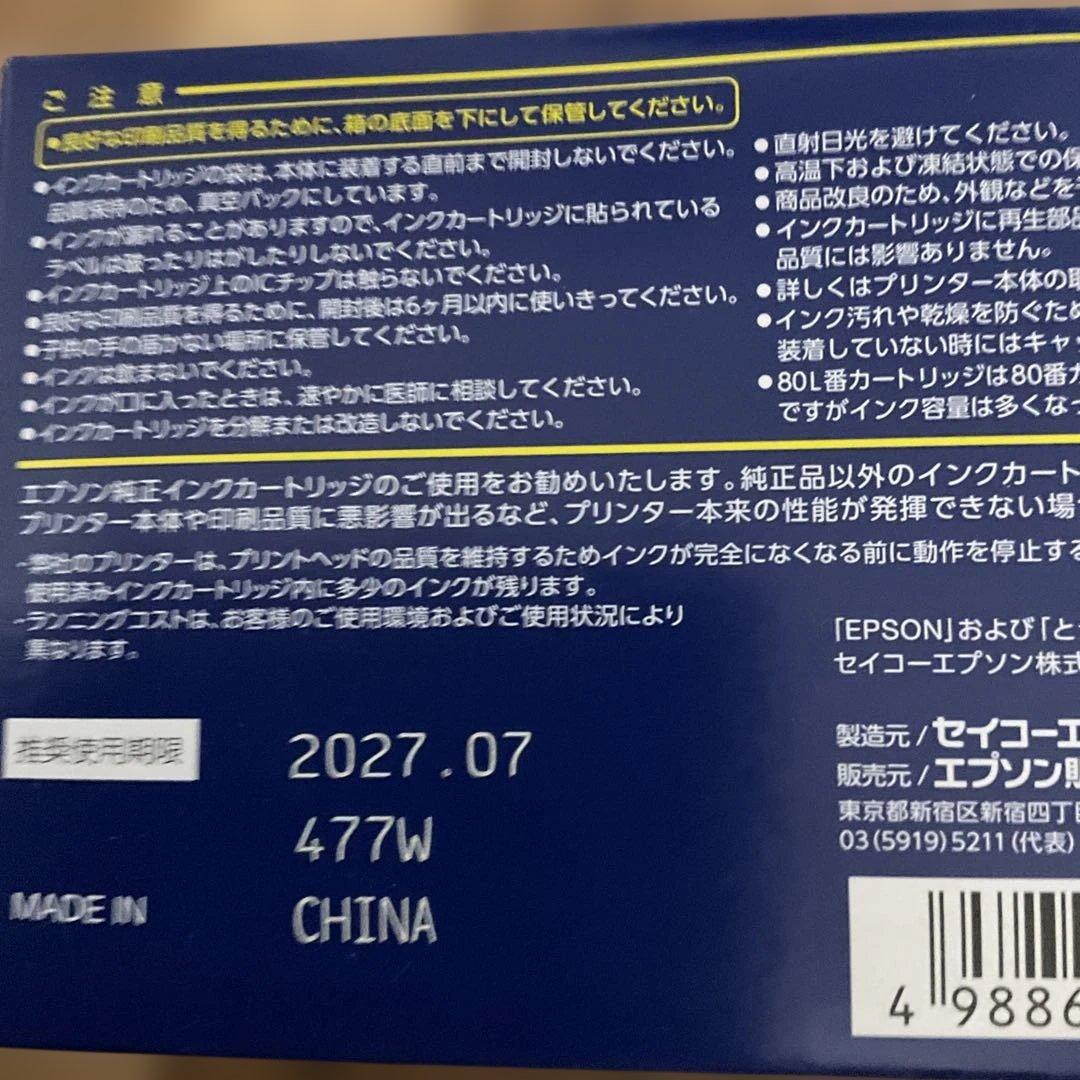 ご 注 意
●良好な印刷品質を得るために、箱の底面を下にして保管してください。
●インクカートリッジの袋は、本体に装着する直前まで開封しないでください。
品質保持のため、真空パックにしています。
●インクが漏れることがありますので、インクカートリッジに貼られている
ラベルは破ったりはがしたりしないでください。
●インクカートリッジ上のICチップは触らないでください。
●良好な印刷品質を得るために、開封後は6ヶ月以内に使いきってください。
●子供の手の届かない場所に保管してください。
●インクは飲まないでください。
●インクが口に入ったときは、速やかに医師に相談してください。
●インクカートリッジを分解または改造しないでください。
●直射日光を避けてください。
●高温下および凍結状態での保
●商品改良のため、外観などを
●インクカートリッジに再生部品
品質には影響ありません。
●詳しくはプリンター本体の取
●インク汚れや乾燥を防ぐため
装着していない時にはキャッ
●80L番カートリッジは80番カ
ですがインク容量は多くなっ
エプソン純正インクカートリッジのご使用をお勧めいたします。純正品以外のインクカート
プリンター本体や印刷品質に悪影響が出るなど、プリンター本来の性能が発揮できない場
・弊社のプリンターは、プリントヘッドの品質を維持するためインクが完全になくなる前に動作を停止する
使用済みインクカートリッジ内に多少のインクが残ります。
・ランニングコストは、お客様のご使用環境およびご使用状況により
異なります。
「EPSON」および「と
セイコーエプソン株式
推奨使用期限 2027.07
477W
MADE IN CHINA
製造元/セイコーエ
販売元/エプソン販
東京都新宿区新宿四丁目
03(5919)5211(代表)
4 9886